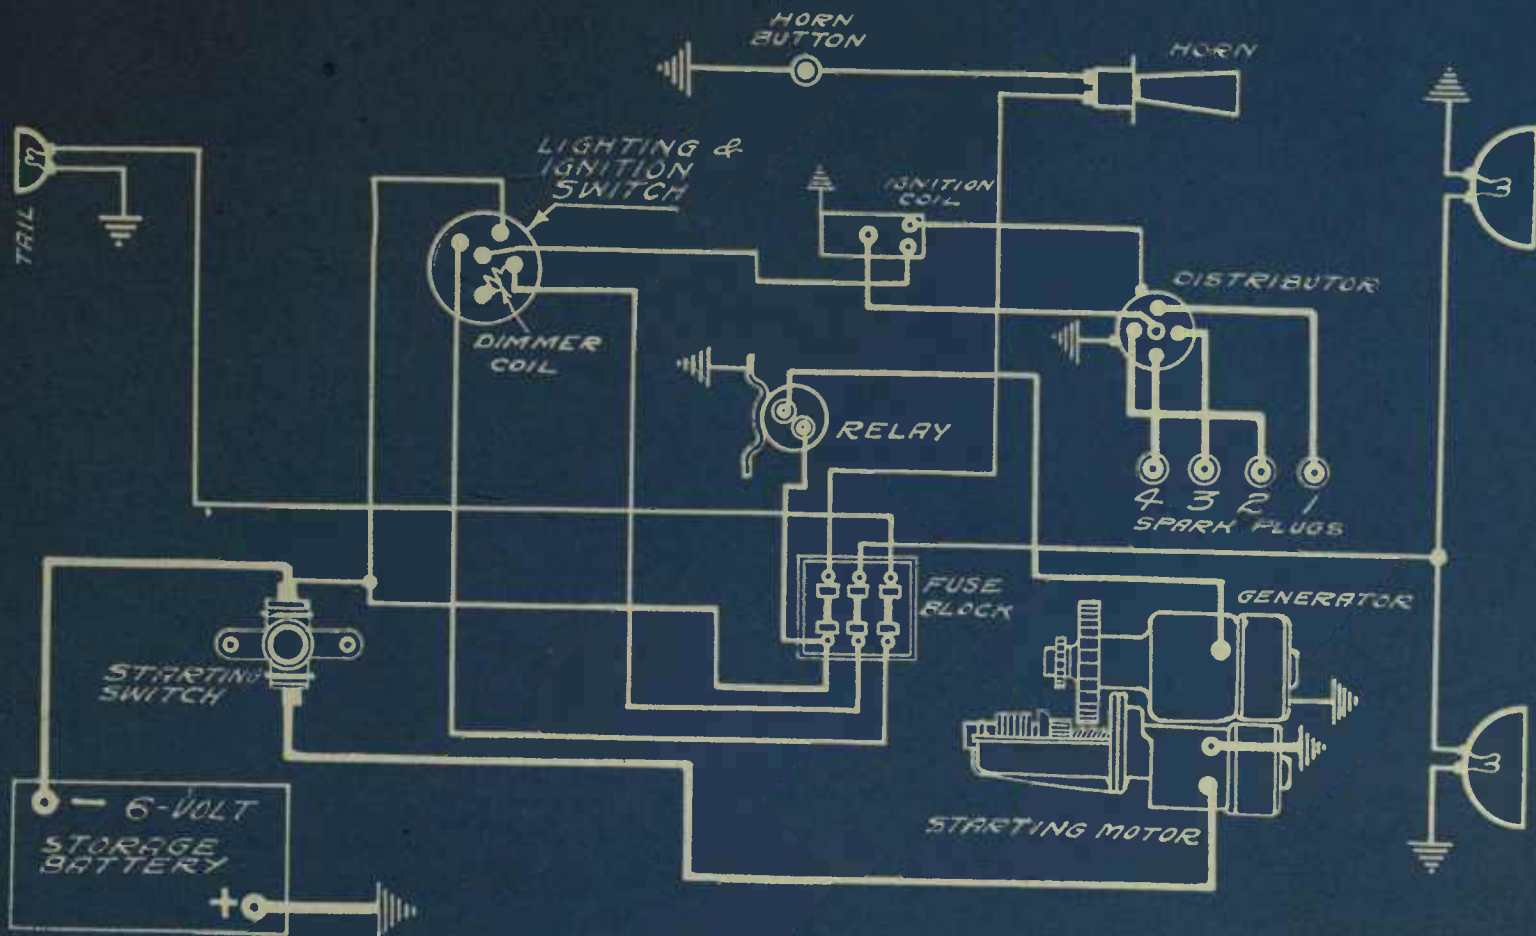 HORN
BUTTON
HORN
LIGHTING &
IGNITION
SWITCH
IGNITION
COIL
TAIL
DISTRIBUTOR
DIMMER
COIL
RELAY
4 3 2 1
SPARK PLUGS
FUSE
BLOCK
GENERATOR
STARTING
SWITCH
- 6-VOLT
STORAGE
BATTERY
+
STARTING MOTOR